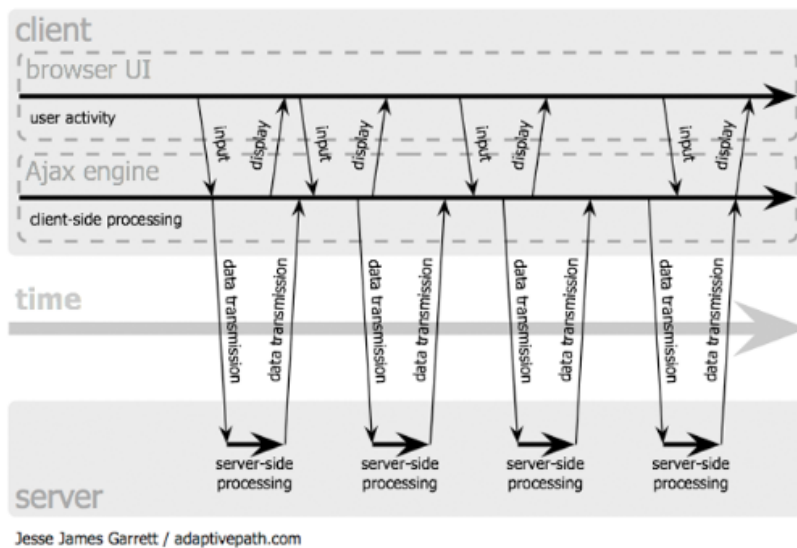 client
browser UI
user activity
input
display
input
display
input
display
input
display
Ajax engine
client-side processing
data transmission
data transmission
data transmission
data transmission
data transmission
data transmission
data transmission
data transmission
time
server-side
processing
server-side
processing
server-side
processing
server-side
processing
server
Jesse James Garrett / adaptivepath.com